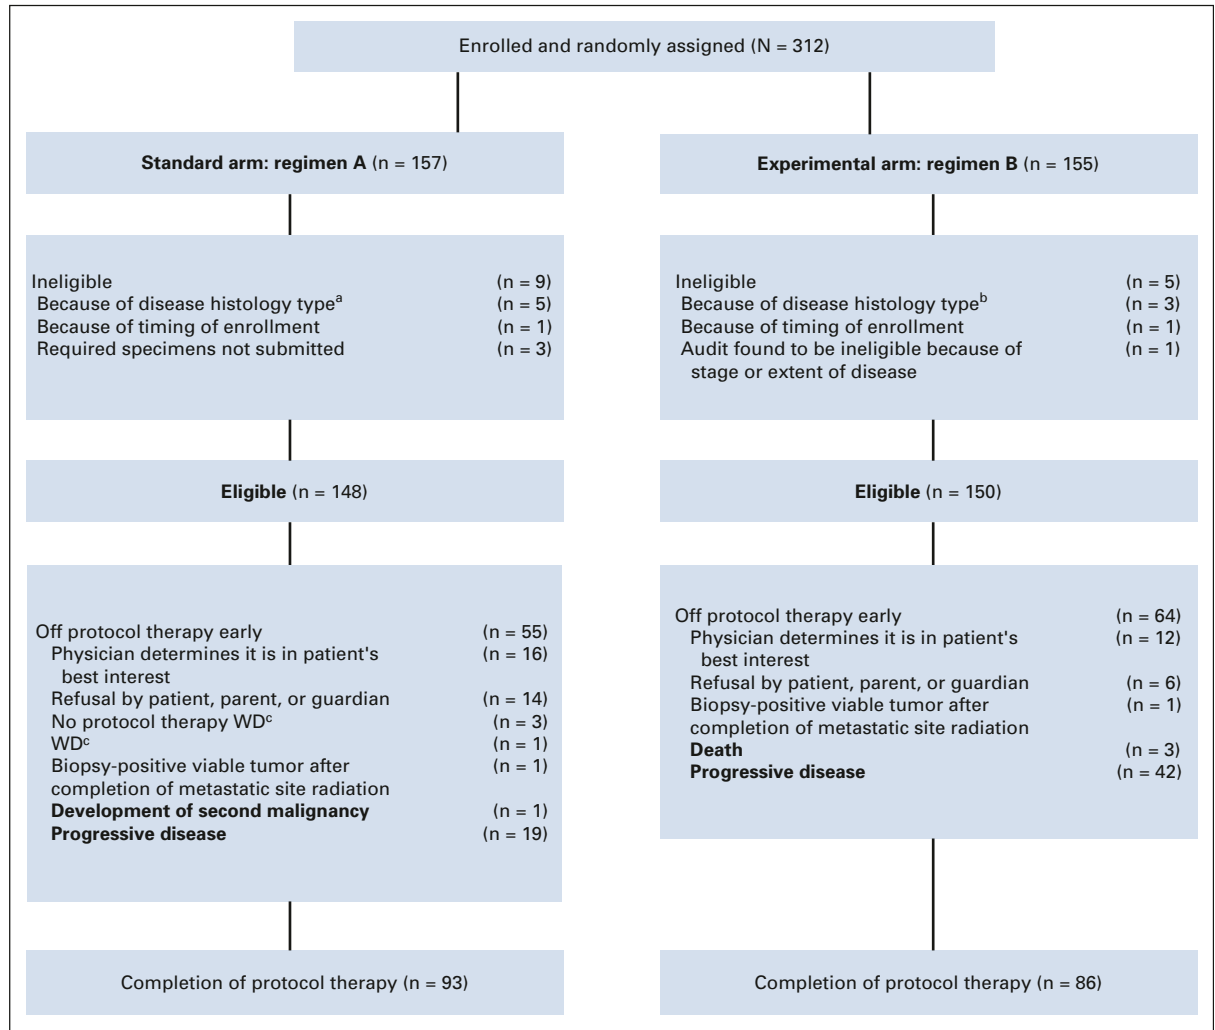 Enrolled and randomly assigned (N = 312)
Standard arm: regimen A (n = 157)
Ineligible (n = 9)
Because of disease histology typeᵃ (n = 5)
Because of timing of enrollment (n = 1)
Required specimens not submitted (n = 3)
Eligible (n = 148)
Off protocol therapy early (n = 55)
Physician determines it is in patient's (n = 16)
best interest
Refusal by patient, parent, or guardian (n = 14)
No protocol therapy WDᶜ (n = 3)
WDᶜ (n = 1)
Biopsy-positive viable tumor after (n = 1)
completion of metastatic site radiation
Development of second malignancy (n = 1)
Progressive disease (n = 19)
Completion of protocol therapy (n = 93)
Experimental arm: regimen B (n = 155)
Ineligible (n = 5)
Because of disease histology typeᵇ (n = 3)
Because of timing of enrollment (n = 1)
Audit found to be ineligible because of (n = 1)
stage or extent of disease
Eligible (n = 150)
Off protocol therapy early (n = 64)
Physician determines it is in patient's (n = 12)
best interest
Refusal by patient, parent, or guardian (n = 6)
Biopsy-positive viable tumor after (n = 1)
completion of metastatic site radiation
Death (n = 3)
Progressive disease (n = 42)
Completion of protocol therapy (n = 86)